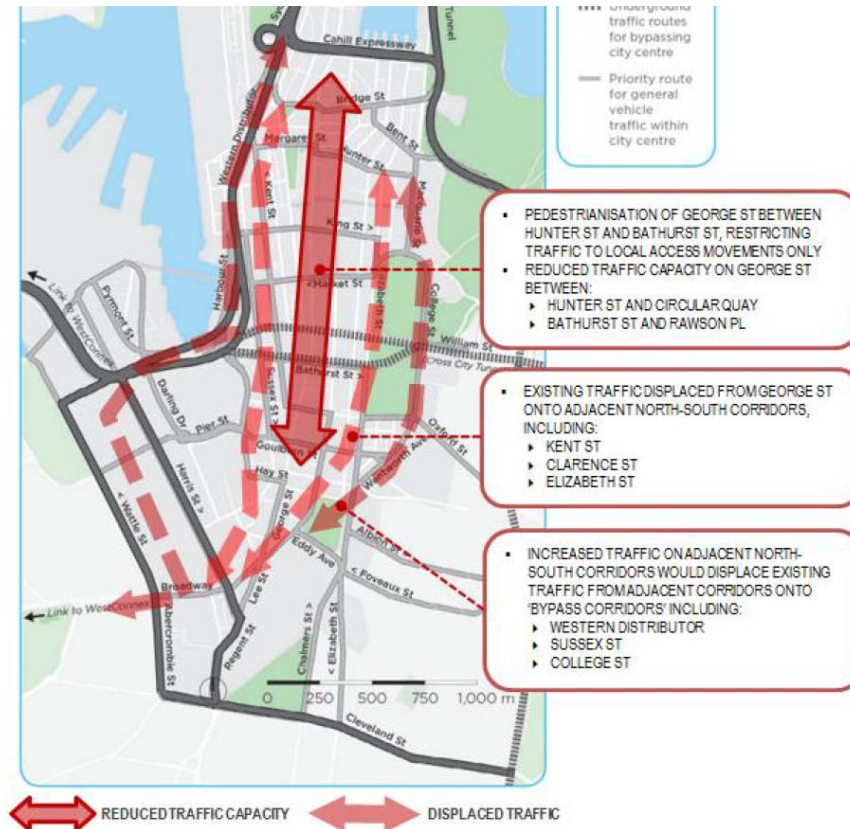 Underground
traffic routes
for bypassing
city centre
Priority route
for general
vehicle
traffic within
city centre
Tunnel
Cahill Expressway
Bridge St
Bent St
Western Distributor
Margaret St
Hunter St
< Kent St
Macquarie St
King St >
Harbour St
<Market St
Elizabeth St
College St
Link to WestConnex
Pyrmont St
William St
(Cross City Tunnel)
Bathurst St >
Sussex St >
Darling Dr
Pier St
Goulburn St
Oxford St
Wentworth Ave
Hay St
Harris St >
< Wattle St
George St
Eddy Ave
Albion St
< Foveaux St
Broadway
Lee St
Link to WestConnex
Abercrombie St
Regent St
Chalmers St >
< Elizabeth St
0 250 500 750 1,000 m
Cleveland St
▪ PEDESTRIANISATION OF GEORGE ST BETWEEN
HUNTER ST AND BATHURST ST, RESTRICTING
TRAFFIC TO LOCAL ACCESS MOVEMENTS ONLY
▪ REDUCED TRAFFIC CAPACITY ON GEORGE ST
BETWEEN:
HUNTER ST AND CIRCULAR QUAY
BATHURST ST AND RAWSON PL
▪ EXISTING TRAFFIC DISPLACED FROM GEORGE ST
ONTO ADJACENT NORTH-SOUTH CORRIDORS,
INCLUDING:
KENT ST
CLARENCE ST
ELIZABETH ST
▪ INCREASED TRAFFIC ON ADJACENT NORTH-
SOUTH CORRIDORS WOULD DISPLACE EXISTING
TRAFFIC FROM ADJACENT CORRIDORS ONTO
'BYPASS CORRIDORS' INCLUDING:
WESTERN DISTRIBUTOR
SUSSEX ST
COLLEGE ST
REDUCED TRAFFIC CAPACITY
DISPLACED TRAFFIC